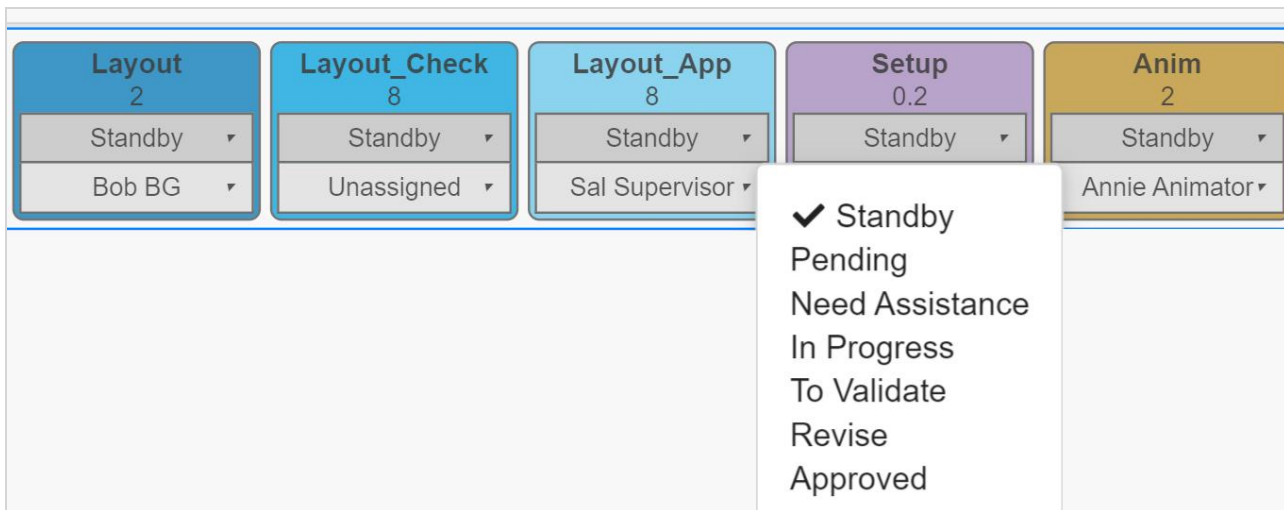 Layout
2
Standby
Bob BG
Layout_Check
8
Standby
Unassigned
Layout_App
8
Standby
Sal Supervisor
Setup
0.2
Standby
Anim
2
Standby
Annie Animator
✔ Standby
Pending
Need Assistance
In Progress
To Validate
Revise
Approved